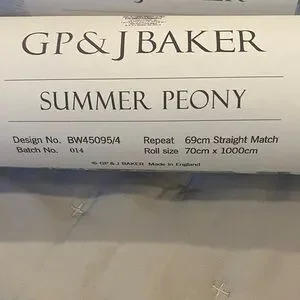 GP & J BAKER
SUMMER PEONY
Design No. BW45095/4 Repeat 69cm Straight Match
Batch No. 014 Roll size 70cm x 1000cm
© GP & J BAKER Made in England